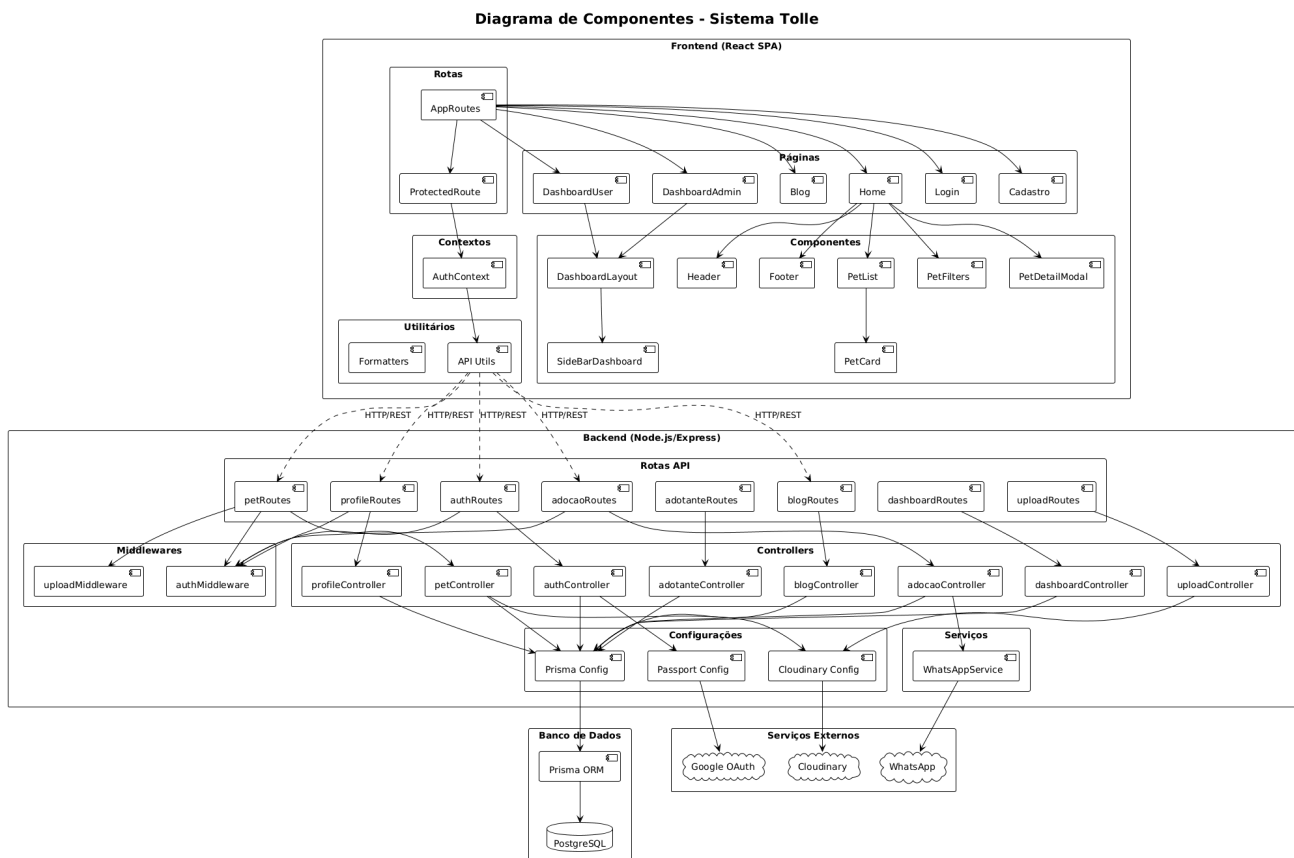 Diagrama de Componentes - Sistema Tolle
Frontend (React SPA)
Rotas
AppRoutes
ProtectedRoute
Páginas
DashboardUser
DashboardAdmin
Blog
Home
Login
Cadastro
Contextos
AuthContext
Componentes
DashboardLayout
Header
Footer
PetList
PetFilters
PetDetailModal
Utilitários
Formatters
API Utils
SideBarDashboard
PetCard
HTTP/REST
HTTP/REST
HTTP/REST
HTTP/REST
HTTP/REST
Backend (Node.js/Express)
Rotas API
petRoutes
profileRoutes
authRoutes
adocaoRoutes
adotanteRoutes
blogRoutes
dashboardRoutes
uploadRoutes
Middlewares
uploadMiddleware
authMiddleware
Controllers
profileController
petController
authController
adotanteController
blogController
adocaoController
dashboardController
uploadController
Configurações
Prisma Config
Passport Config
Cloudinary Config
Serviços
WhatsAppService
Banco de Dados
Prisma ORM
PostgreSQL
Serviços Externos
Google OAuth
Cloudinary
WhatsApp